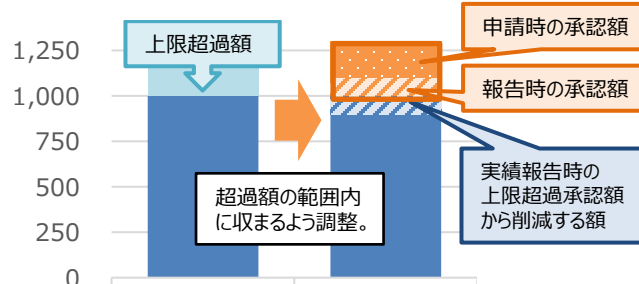 1,250
1,000
750
500
250
0
上限超過額
超過額の範囲内
に収まるよう調整。
申請時の承認額
報告時の承認額
実績報告時の
上限超過承認額
から削減する額